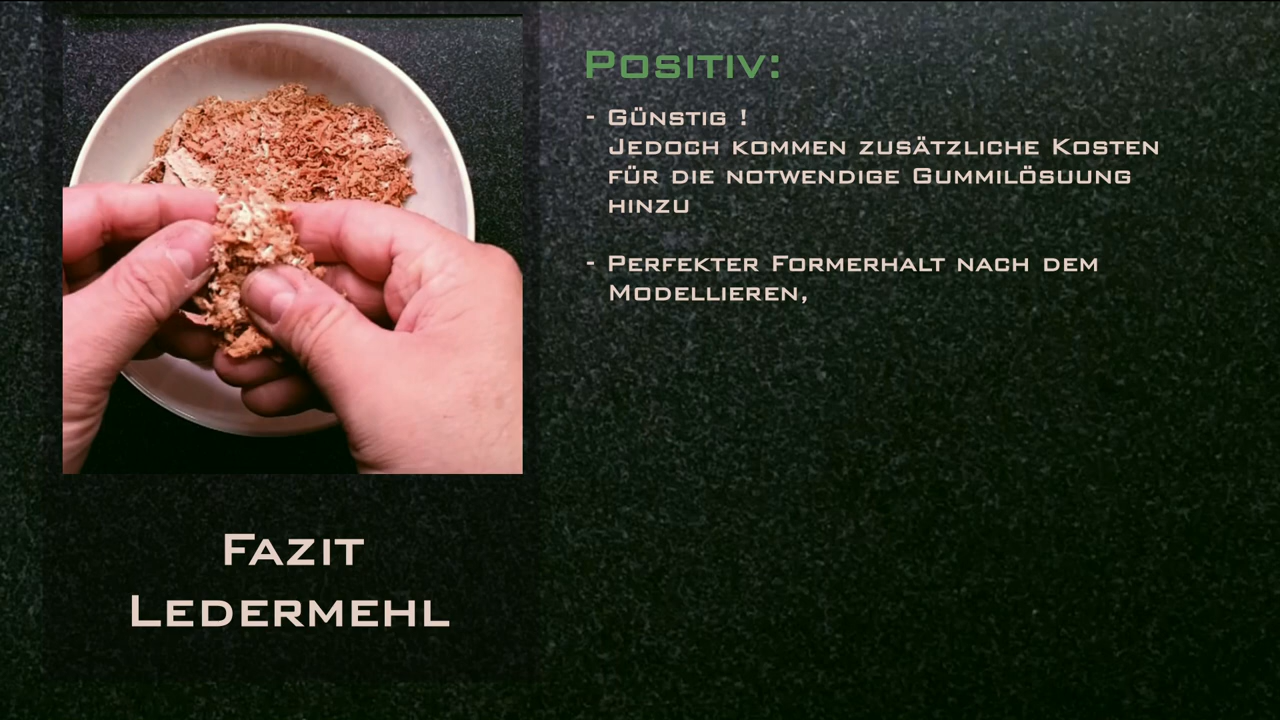 Positiv:
- Günstig !
Jedoch kommen zusätzliche Kosten
für die notwendige Gummilösuung
hinzu
- Perfekter Formerhalt nach dem
Modellieren,
Fazit
Ledermehl